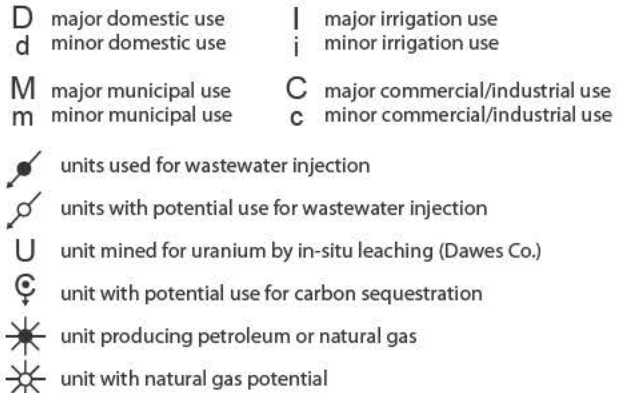 D major domestic use
d minor domestic use
I major irrigation use
i minor irrigation use
M major municipal use
m minor municipal use
C major commercial/industrial use
c minor commercial/industrial use
units used for wastewater injection
units with potential use for wastewater injection
U unit mined for uranium by in-situ leaching (Dawes Co.)
C unit with potential use for carbon sequestration
unit producing petroleum or natural gas
unit with natural gas potential